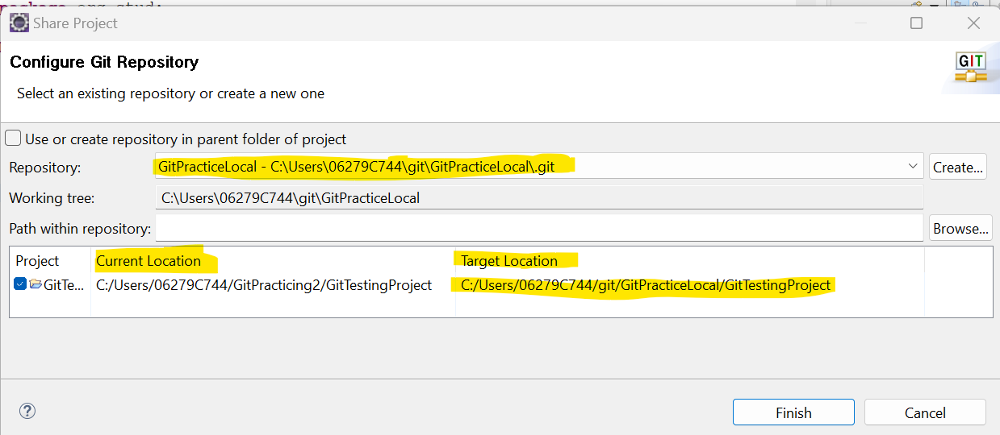 package org.stud;
Share Project
Configure Git Repository
GIT
Select an existing repository or create a new one
Use or create repository in parent folder of project
Repository: GitPracticeLocal - C:\Users\06279C744\git\GitPracticeLocal\.git Create...
Working tree: C:\Users\06279C744\git\GitPracticeLocal
Path within repository: Browse...
Project Current Location Target Location
GitTe... C:/Users/06279C744/GitPracticing2/GitTestingProject C:/Users/06279C744/git/GitPracticeLocal/GitTestingProject
Finish Cancel